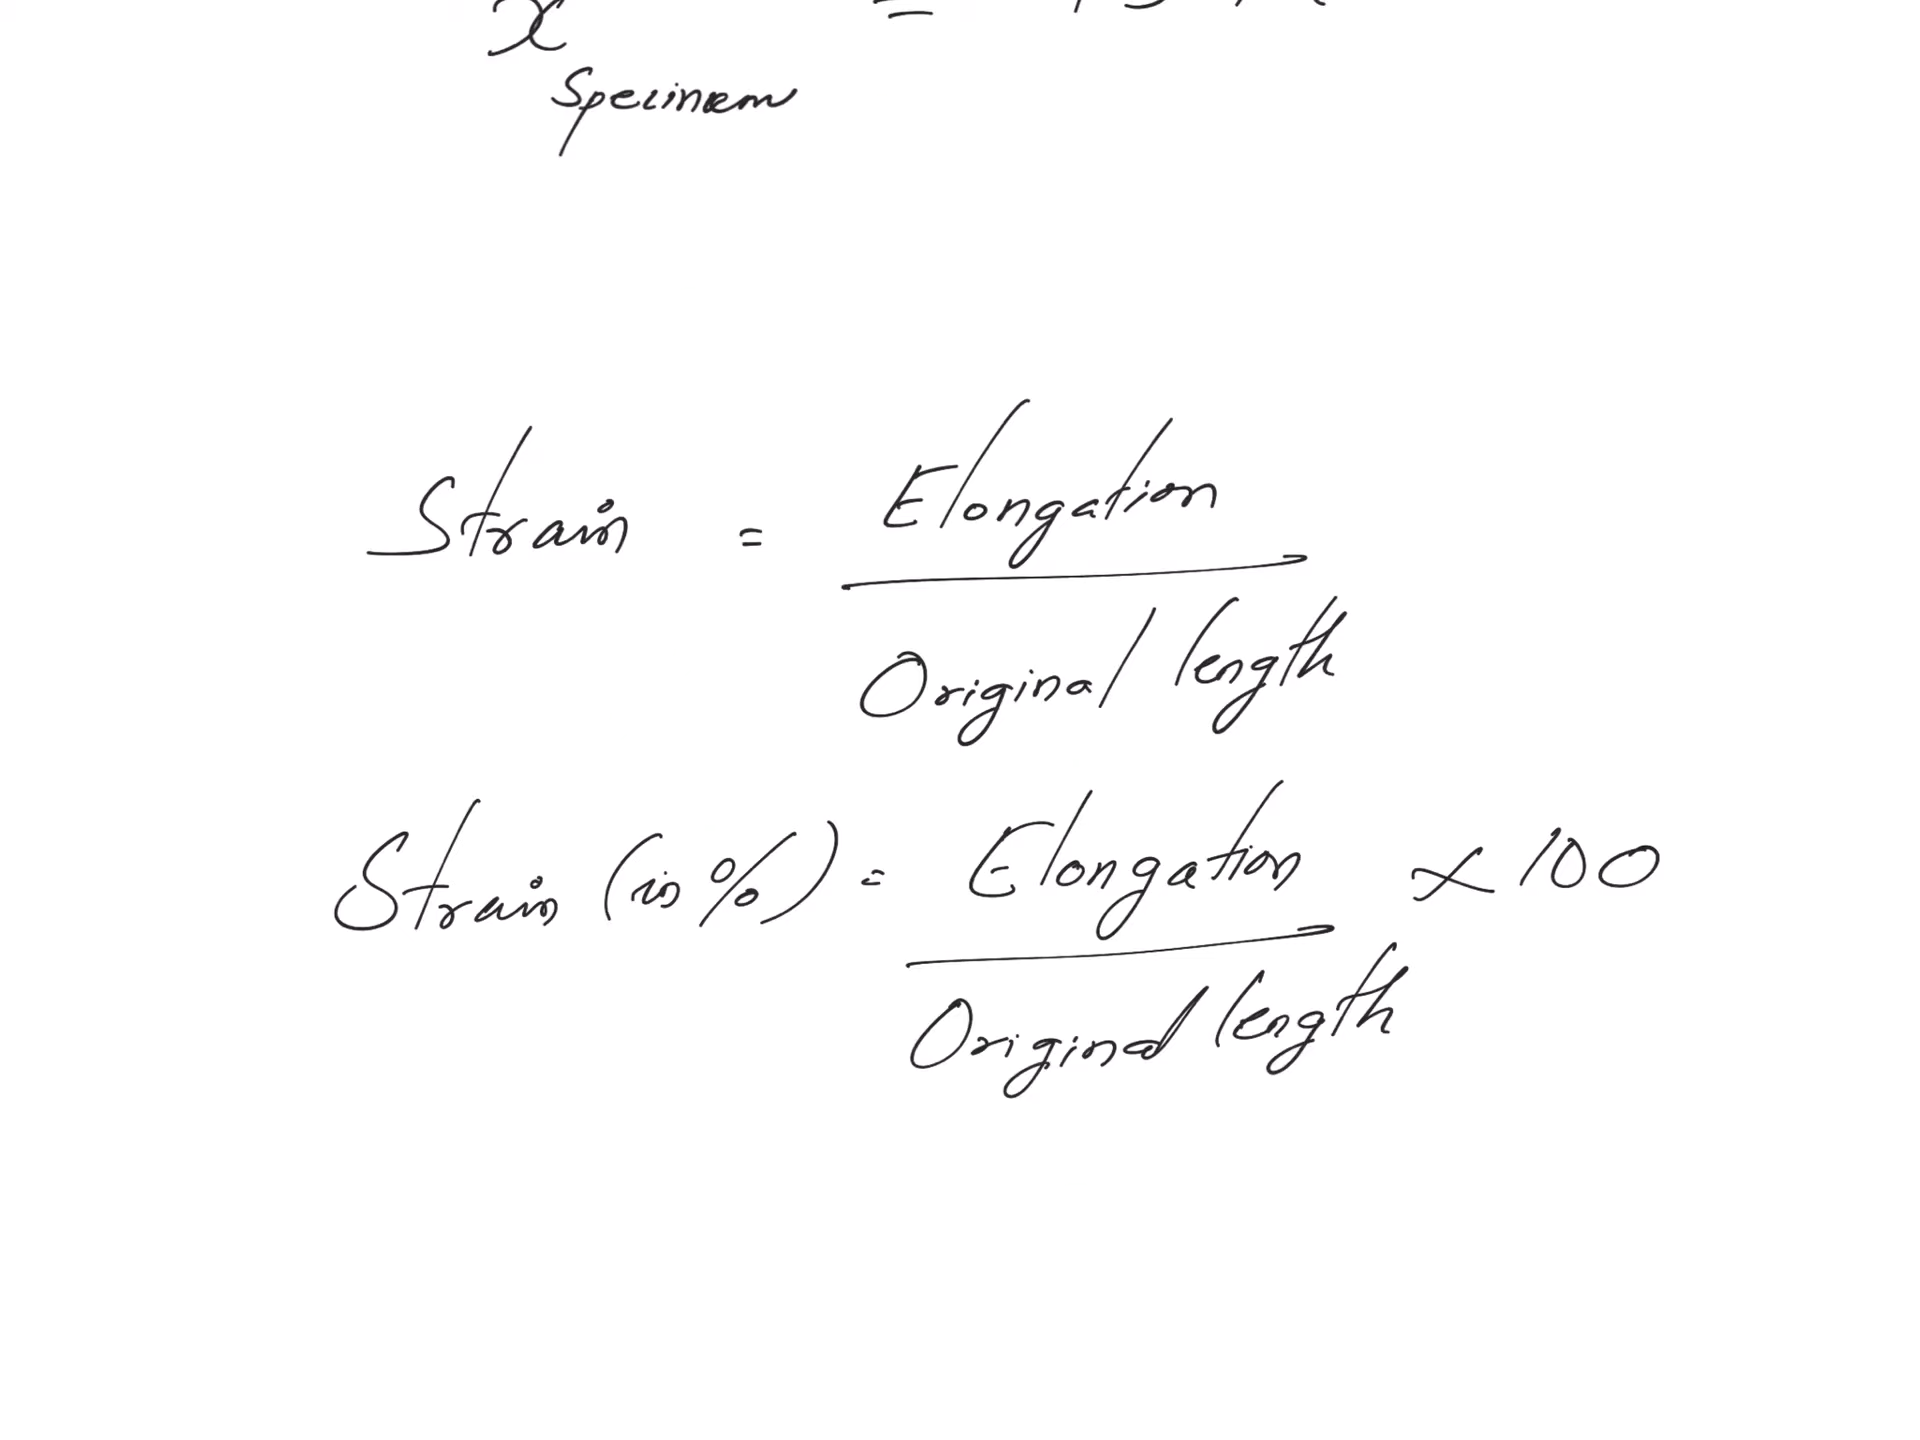 x
Specimen
Strain = Elongation
Original length
Strain (in %) = Elongation × 100
Original length